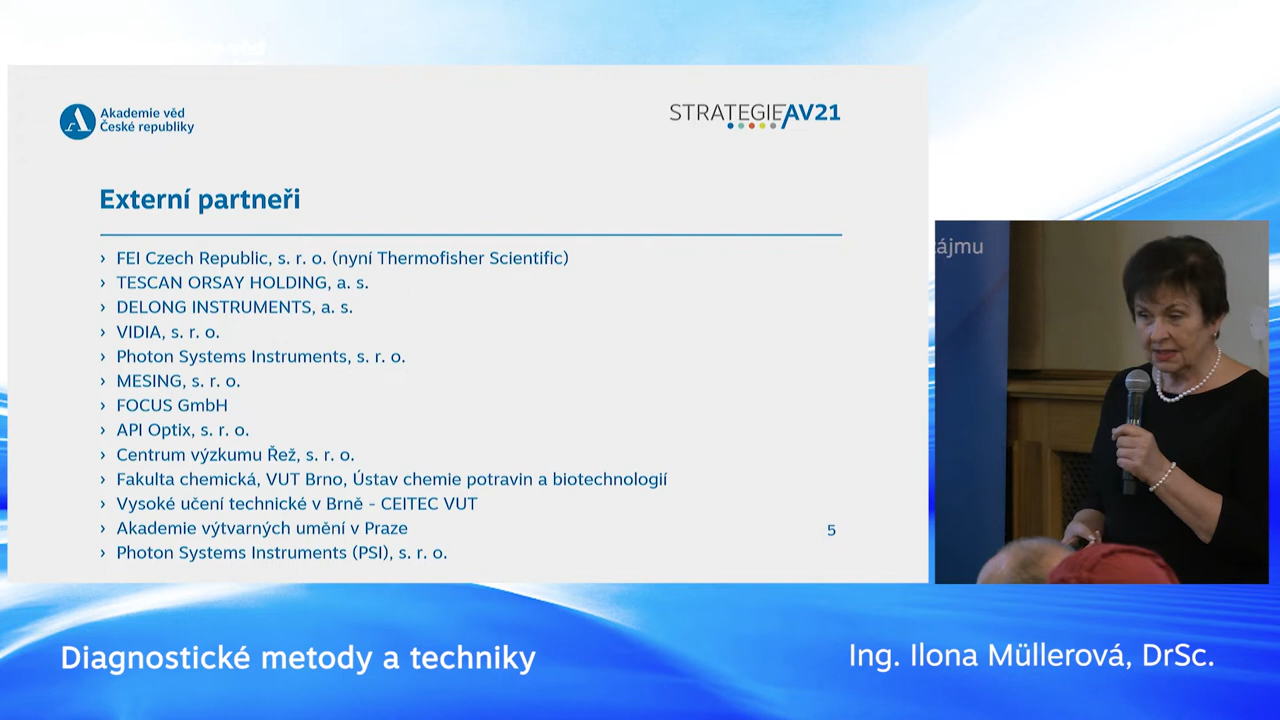 Akademie věd
České republiky
STRATEGIE/AV21
Externí partneři
› FEI Czech Republic, s. r. o. (nyní Thermofisher Scientific)
› TESCAN ORSAY HOLDING, a. s.
› DELONG INSTRUMENTS, a. s.
› VIDIA, s. r. o.
› Photon Systems Instruments, s. r. o.
› MESING, s. r. o.
› FOCUS GmbH
› API Optix, s. r. o.
› Centrum výzkumu Řež, s. r. o.
› Fakulta chemická, VUT Brno, Ústav chemie potravin a biotechnologií
› Vysoké učení technické v Brně - CEITEC VUT
› Akademie výtvarných umění v Praze
› Photon Systems Instruments (PSI), s. r. o.
5
Diagnostické metody a techniky
Ing. Ilona Müllerová, DrSc.